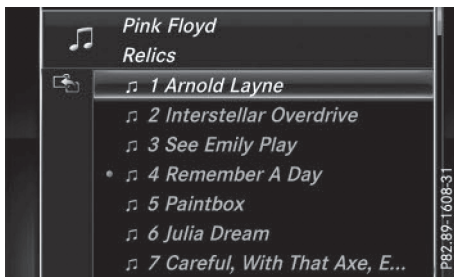 Pink Floyd
Relics
1 Arnold Layne
2 Interstellar Overdrive
3 See Emily Play
4 Remember A Day
5 Paintbox
6 Julia Dream
7 Careful, With That Axe, E...
P82.89-1608-31